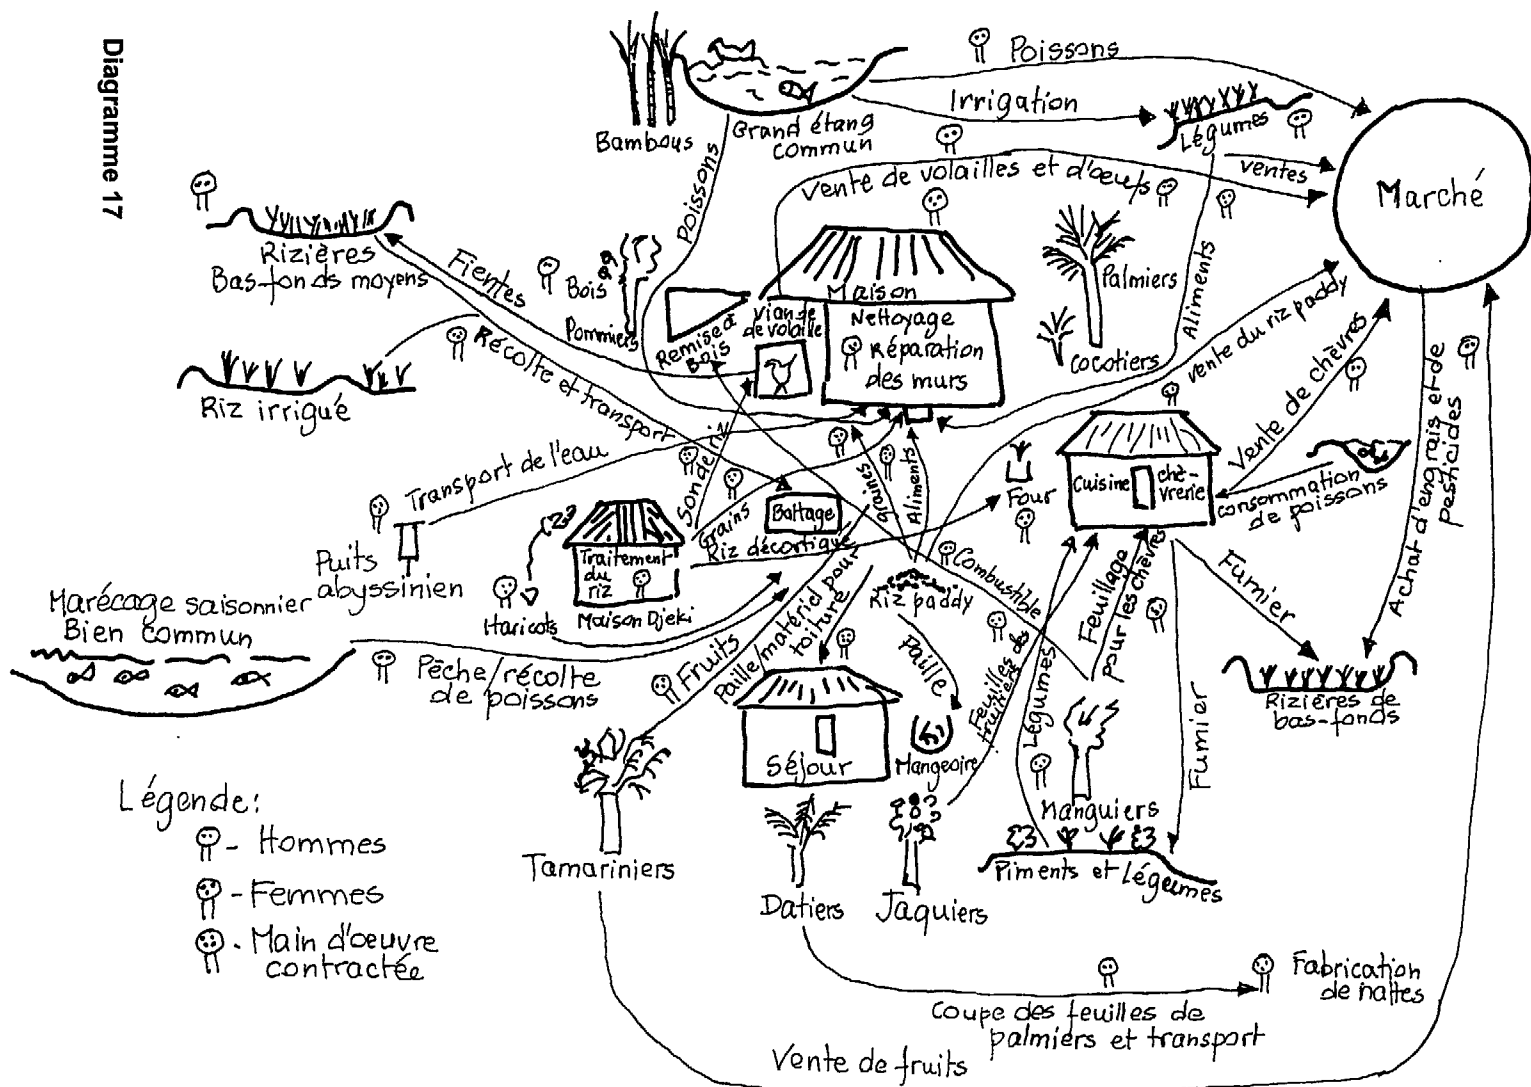 Diagramme 17
Bambous
Grand étang
commun
Poissons
Irrigation
Légumes
ventes
Marché
Poissons
Vente de volailles et d'oeufs
Rizières
Bas-fonds moyens
Fientes
Bois
Pommiers
Remise à
Bois
Viande
de volaille
Maison
Nettoyage
Réparation
des murs
Palmiers
Cocotiers
Aliments
Vente du riz paddy
Vente de chèvres
Achat d'engrais et de
pesticides
Riz irrigué
Récolte et transport
Transport de l'eau
Puits
abyssinien
Son de riz
Grains
Battage
Graines
Aliments
Four
Cuisine
chè-
vrerie
consommation
de poissons
Riz décortiqué
Traitement
du
riz
Maison Djeki
Haricots
Marécage saisonnier
Bien commun
Pêche/récolte
de poissons
Fruits
Paille/matériel pour
toiture
Riz paddy
Combustible
Paille
Feuilles des
fruitiers
Légumes
Feuillage
pour les chèvres
Fumier
Fumier
Rizières de
bas-fonds
Séjour
Mangeoire
Manguiers
Piments et Légumes
Tamariniers
Datiers
Jaquiers
Légende:
- Hommes
- Femmes
- Main d'oeuvre
contractée
Coupe des feuilles de
palmiers et transport
Fabrication
de nattes
Vente de fruits